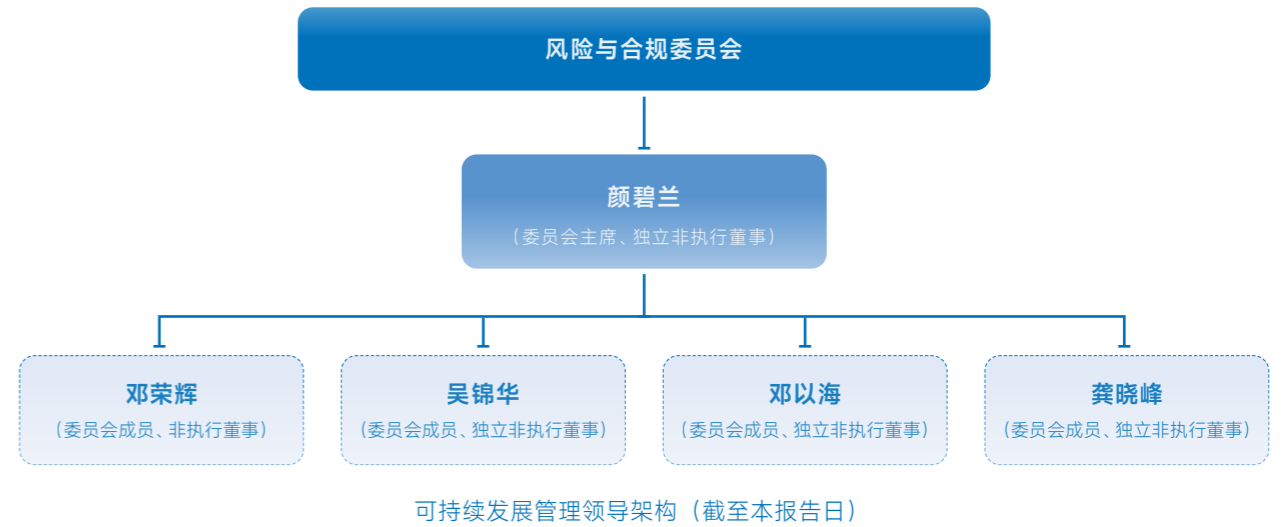 风险与合规委员会
颜碧兰
（委员会主席、独立非执行董事）
邓荣辉
（委员会成员、非执行董事）
吴锦华
（委员会成员、独立非执行董事）
邓以海
（委员会成员、独立非执行董事）
龚晓峰
（委员会成员、独立非执行董事）
可持续发展管理领导架构（截至本报告日）